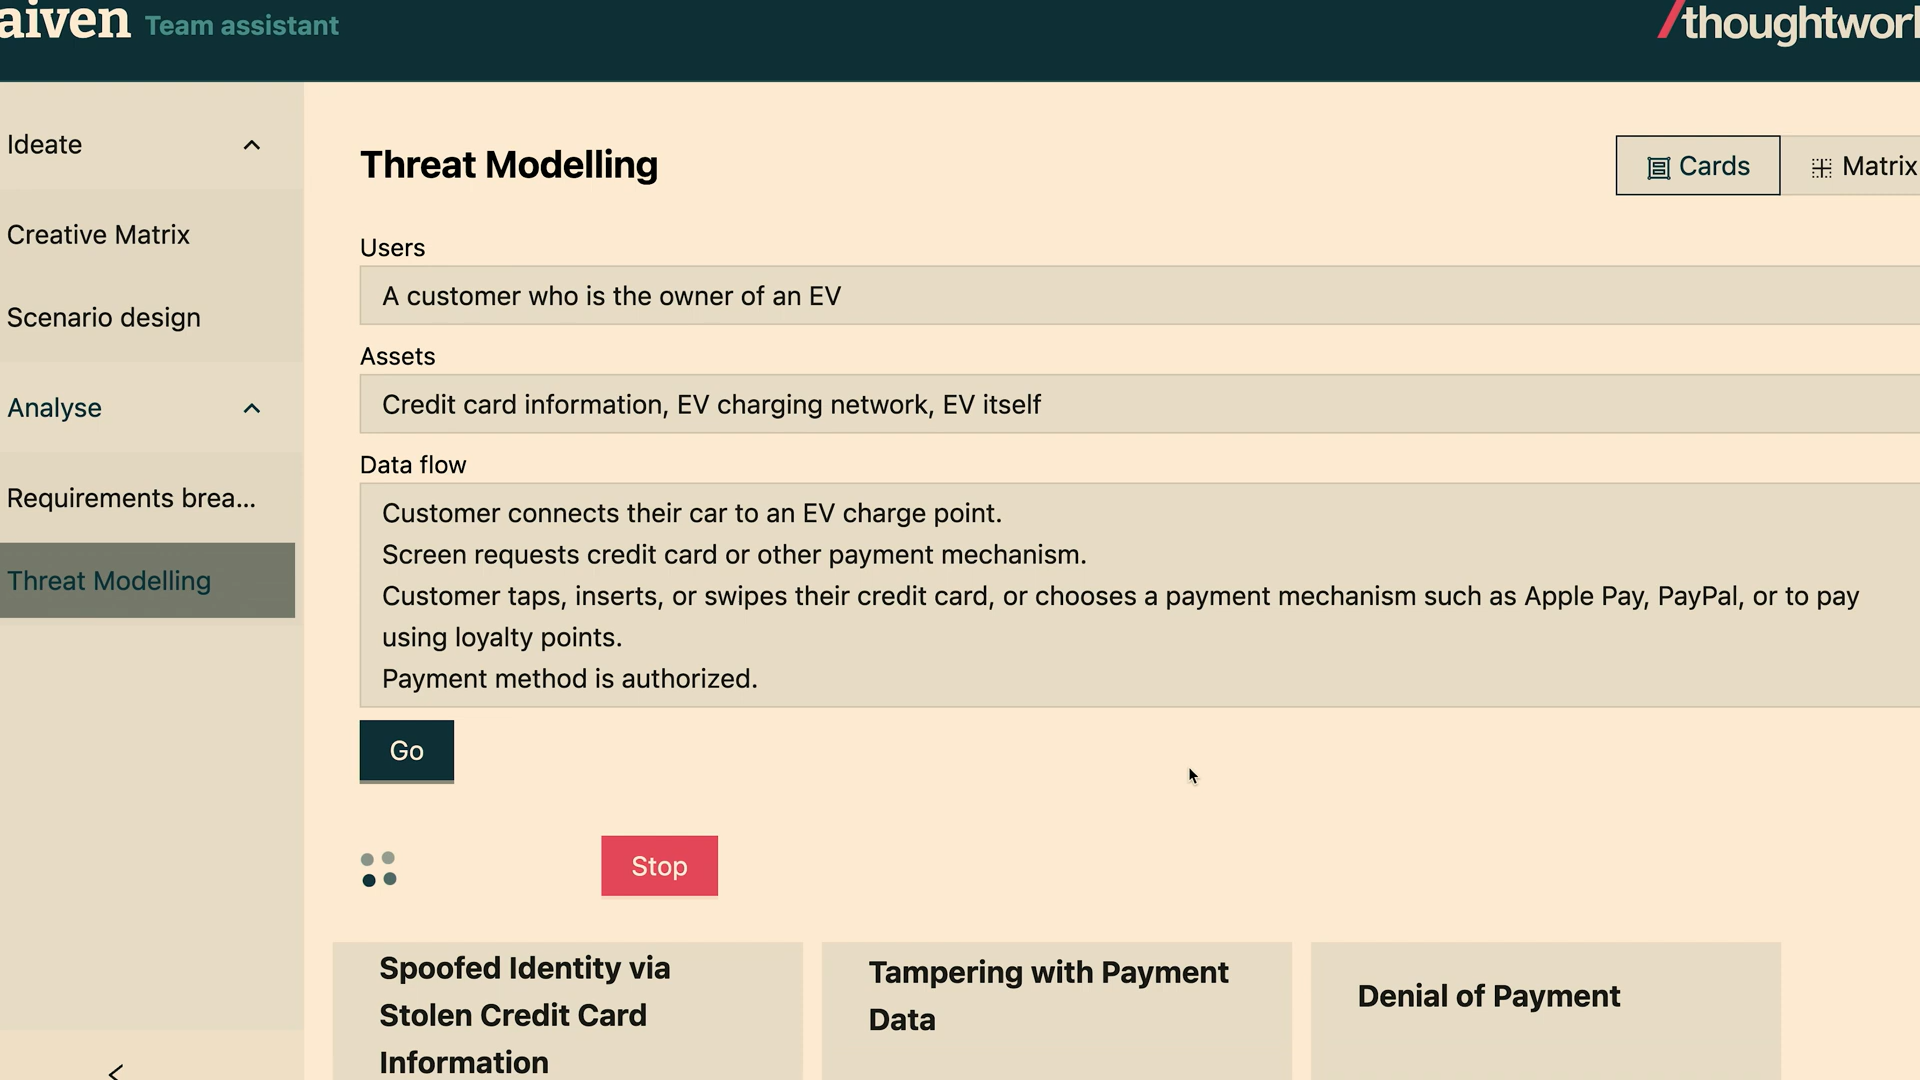 aiven Team assistant
/thoughtwor
Ideate
Creative Matrix
Scenario design
Analyse
Requirements brea...
Threat Modelling
Threat Modelling
Cards
Matrix
Users
A customer who is the owner of an EV
Assets
Credit card information, EV charging network, EV itself
Data flow
Customer connects their car to an EV charge point.
Screen requests credit card or other payment mechanism.
Customer taps, inserts, or swipes their credit card, or chooses a payment mechanism such as Apple Pay, PayPal, or to pay
using loyalty points.
Payment method is authorized.
Go
Stop
Spoofed Identity via
Stolen Credit Card
Information
Tampering with Payment
Data
Denial of Payment